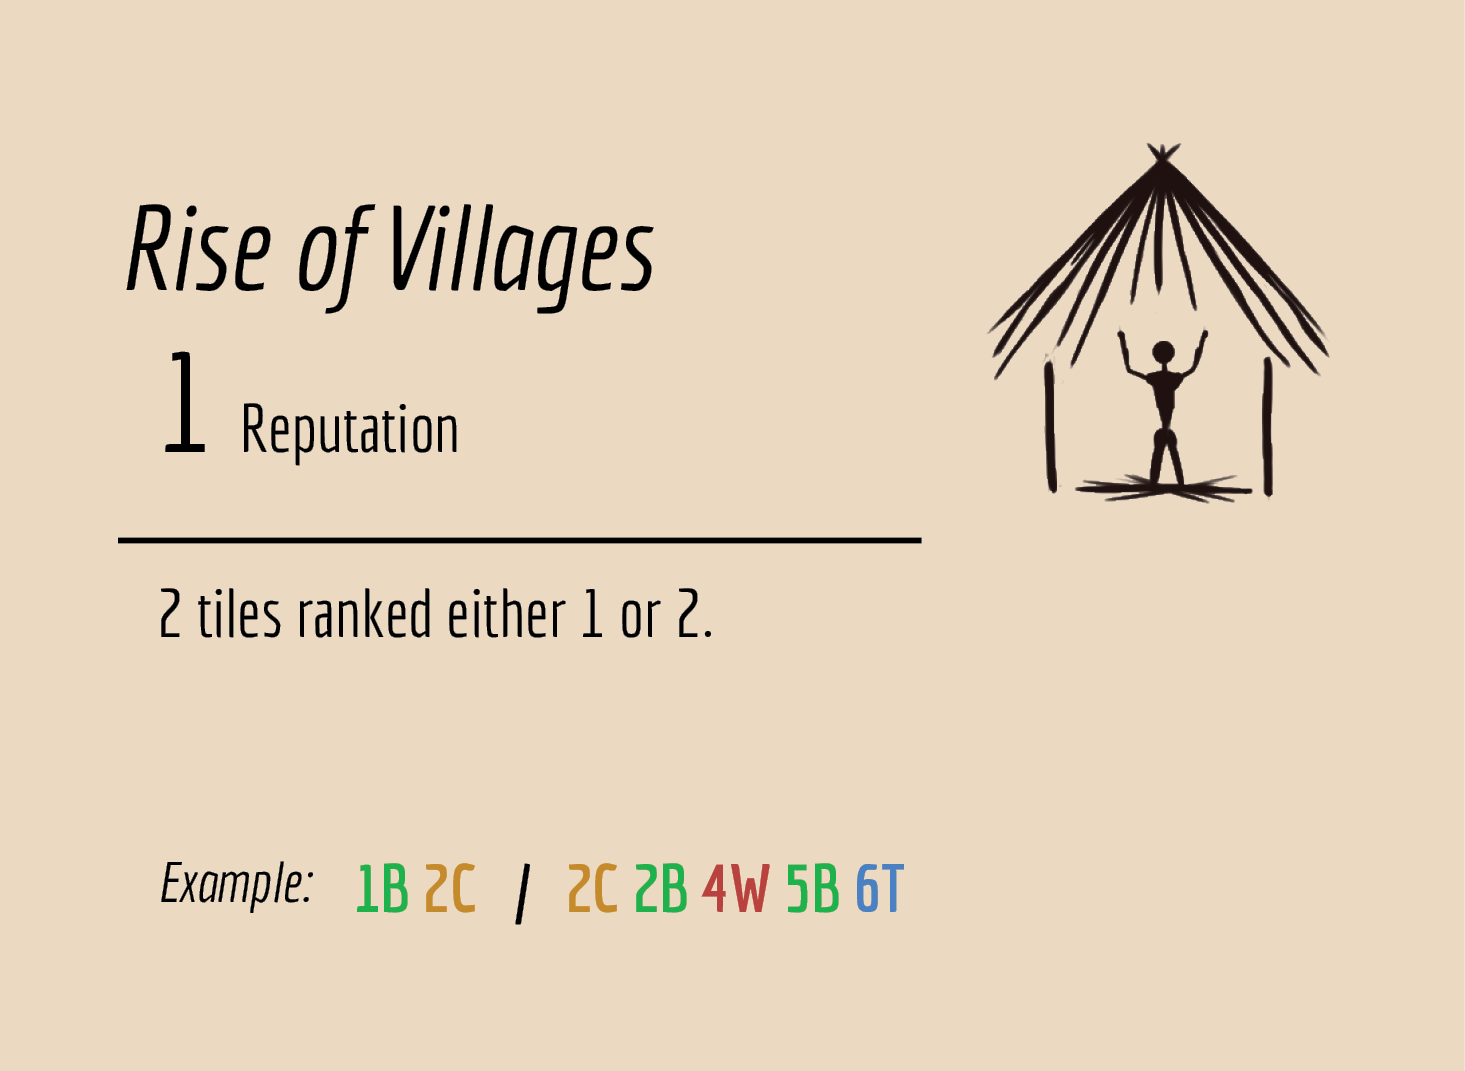 Rise of Villages
1 Reputation
2 tiles ranked either 1 or 2.
Example: 1B 2C / 2C 2B 4W 5B 6T